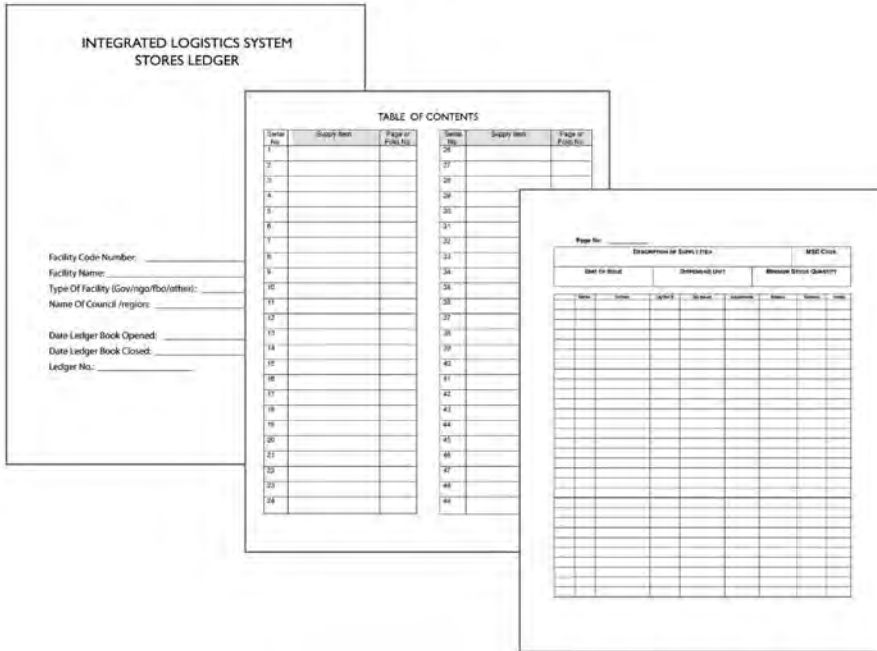 INTEGRATED LOGISTICS SYSTEM
STORES LEDGER
Facility Code Number:
Facility Name:
Type Of Facility (Gov/ngo/fbo/other):
Name Of Council /region:
Date Ledger Book Opened:
Date Ledger Book Closed:
Ledger No.:
TABLE OF CONTENTS
Serial No. Supply Item Page or Folio No. Serial No. Supply Item Page or Folio No.
1 26
2 27
3 28
4 29
5 30
6 31
7 32
8 33
9 34
10 35
11 36
12 37
13 38
14 39
15 40
16 41
17 42
18 43
19 44
20 45
21 46
22 47
23 48
24 49
Page No:
DESCRIPTION OF SUPPLY ITEM MSD CODE
UNIT OF ISSUE DISPENSING UNIT STOCK QUANTITY